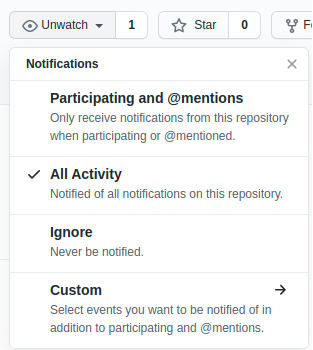 Unwatch 1 Star 0
Notifications
Participating and @mentions
Only receive notifications from this repository
when participating or @mentioned.
All Activity
Notified of all notifications on this repository.
Ignore
Never be notified.
Custom
Select events you want to be notified of in
addition to participating and @mentions.